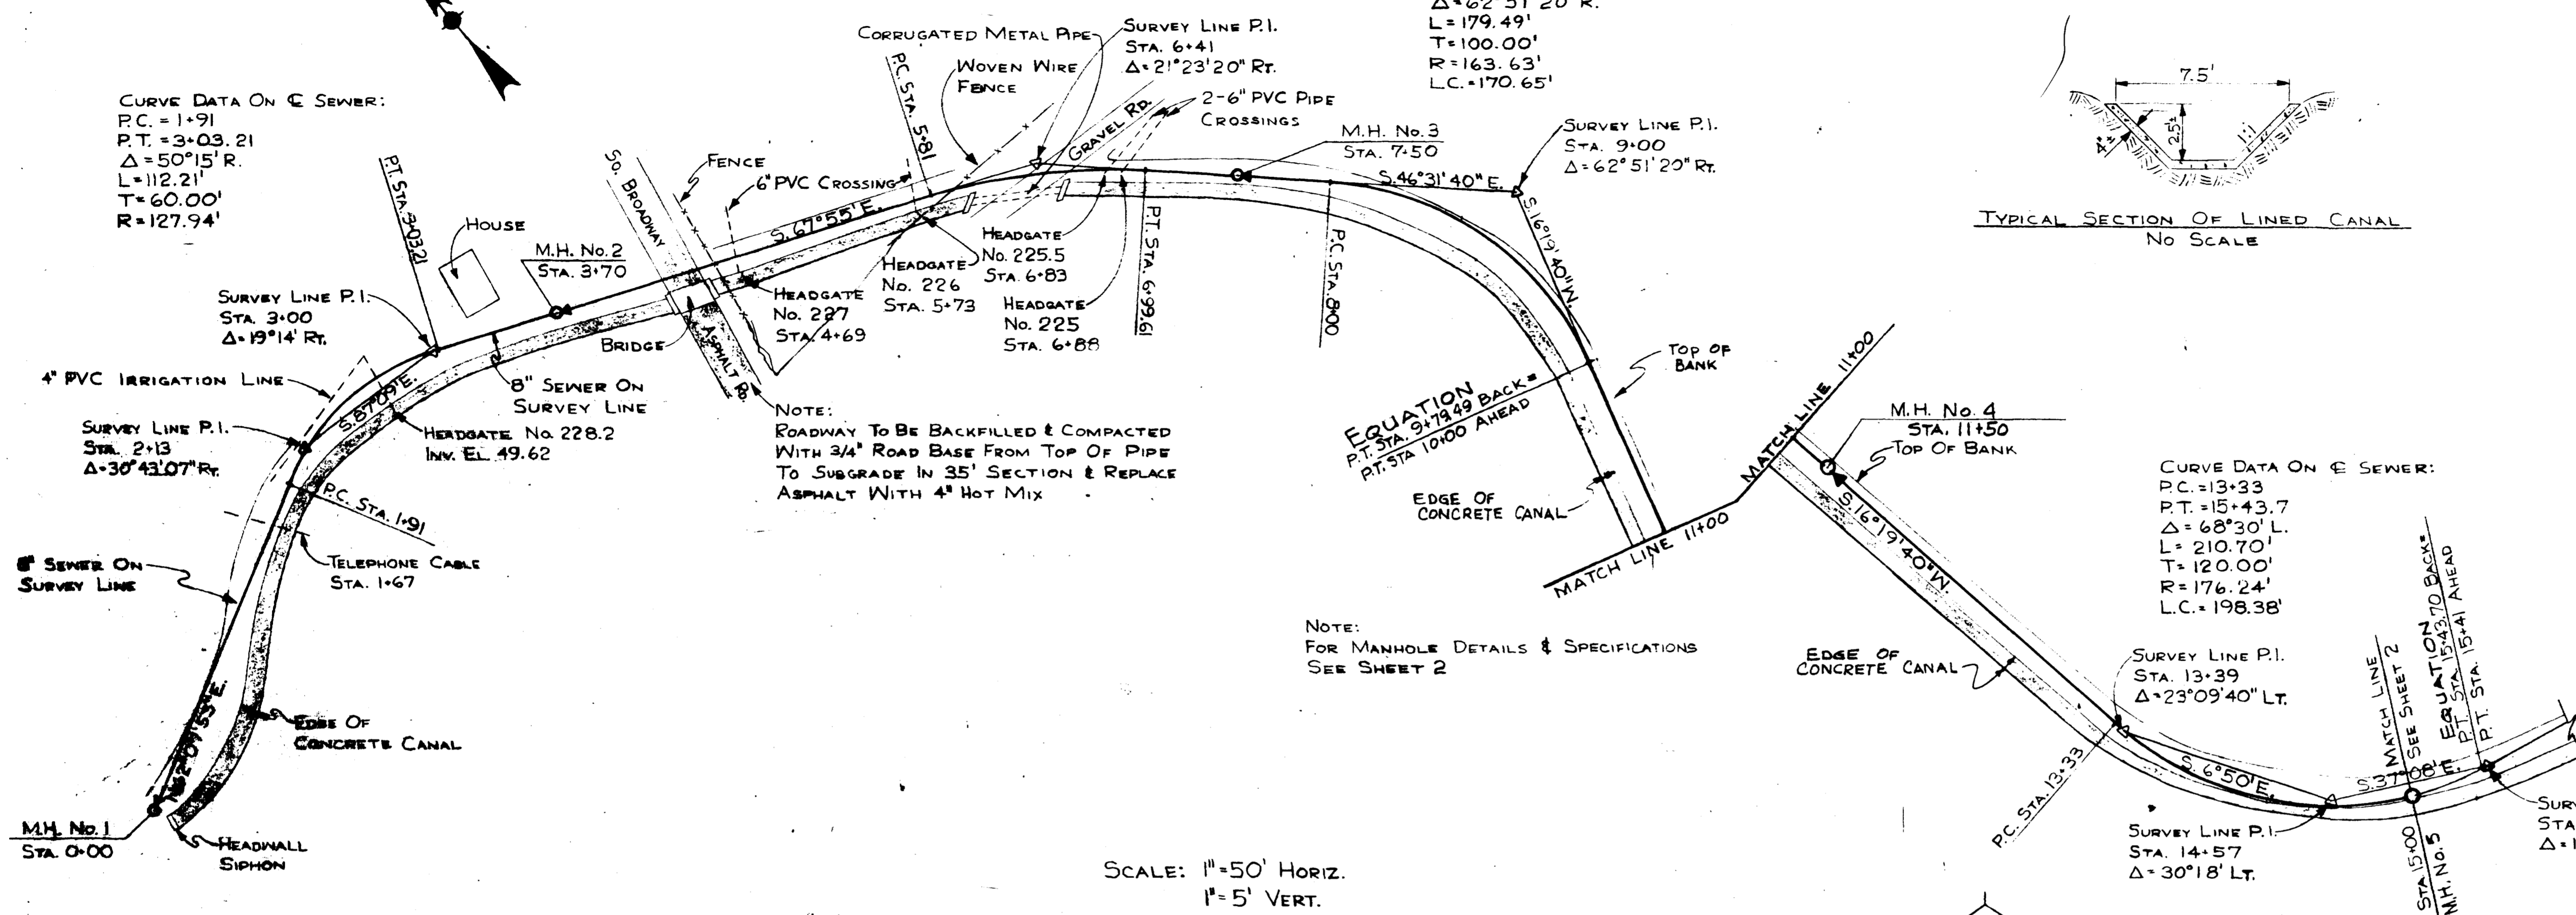 CURVE DATA ON ℄ SEWER:
P.C. = 1+91
P.T. = 3+03.21
Δ = 50°15' R.
L = 112.21'
T = 60.00'
R = 127.94'
P.T. STA. 3+03.21
HOUSE
M.H. No. 2
STA. 3+70
SURVEY LINE P.I.
STA. 3+00
Δ = 19°14' RT.
4" PVC IRRIGATION LINE
S. 87°09' E.
SURVEY LINE P.I.
STA. 2+13
Δ = 30°43'07" RT.
P.C. STA. 1+91
8" SEWER ON
SURVEY LINE
TELEPHONE CABLE
STA. 1+67
EDGE OF
CONCRETE CANAL
M.H. No. 1
STA. 0+00
HEADWALL
SIPHON
HEADGATE No. 228.2
INV. EL. 49.62
8" SEWER ON
SURVEY LINE
SO. BROADWAY
FENCE
6" PVC CROSSING
BRIDGE
ASPHALT RD.
S. 67°55' E.
P.C. STA. 5+81
CORRUGATED METAL PIPE
WOVEN WIRE
FENCE
SURVEY LINE P.I.
STA. 6+41
Δ = 21°23'20" RT.
GRAVEL RD.
2-6" PVC PIPE
CROSSINGS
HEADGATE
No. 227
STA. 4+69
HEADGATE
No. 226
STA. 5+73
HEADGATE
No. 225.5
STA. 6+83
HEADGATE
No. 225
STA. 6+88
NOTE:
ROADWAY TO BE BACKFILLED & COMPACTED
WITH 3/4" ROAD BASE FROM TOP OF PIPE
TO SUBGRADE IN 35' SECTION & REPLACE
ASPHALT WITH 4" HOT MIX
Δ = 62°51'20" R.
L = 179.49'
T = 100.00'
R = 163.63'
L.C. = 170.65'
M.H. No. 3
STA. 7+50
P.T. STA. 6+99.61
P.C. STA. 8+00
S. 46°31'40" E.
SURVEY LINE P.I.
STA. 9+00
Δ = 62°51'20" RT.
S. 16°19'40" W.
TOP OF
BANK
EQUATION
P.T. STA. 9+79.49 BACK =
P.T. STA 10+00 AHEAD
EDGE OF
CONCRETE CANAL
MATCH LINE 11+00
MATCH LINE 11+00
7.5'
2.5'±
4"±
1:1
TYPICAL SECTION OF LINED CANAL
NO SCALE
M.H. No. 4
STA. 11+50
TOP OF BANK
S. 16°19'40" W.
CURVE DATA ON ℄ SEWER:
P.C. = 13+33
P.T. = 15+43.7
Δ = 68°30' L.
L = 210.70'
T = 120.00'
R = 176.24'
L.C. = 198.38'
NOTE:
FOR MANHOLE DETAILS & SPECIFICATIONS
SEE SHEET 2
EDGE OF
CONCRETE CANAL
SURVEY LINE P.I.
STA. 13+39
Δ = 23°09'40" LT.
P.C. STA. 13+33
S. 6°50' E.
SURVEY LINE P.I.
STA. 14+57
Δ = 30°18' LT.
S. 37°08' E.
MATCH LINE
SEE SHEET 2
EQUATION
P.T. STA. 15+43.70 BACK =
P.T. STA. 15+41 AHEAD
STA 15+00
M.H. No. 5
SCALE: 1" = 50' HORIZ.
1" = 5' VERT.